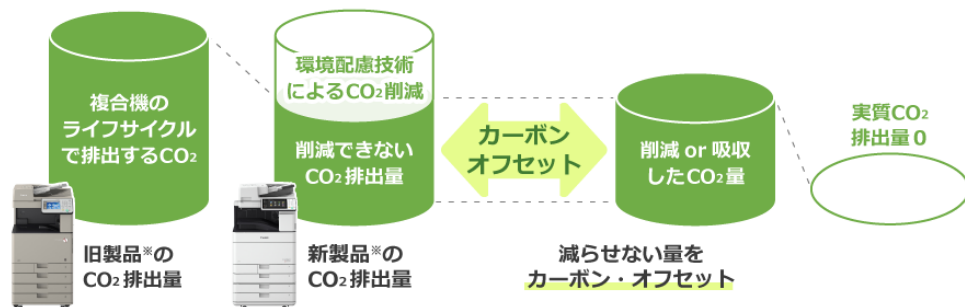 複合機の
ライフサイクル
で排出するCO₂
旧製品※の
CO₂排出量
環境配慮技術
によるCO₂削減
削減できない
CO₂排出量
新製品※の
CO₂排出量
カーボン
オフセット
削減 or 吸収
したCO₂量
減らせない量を
カーボン・オフセット
実質CO₂
排出量0